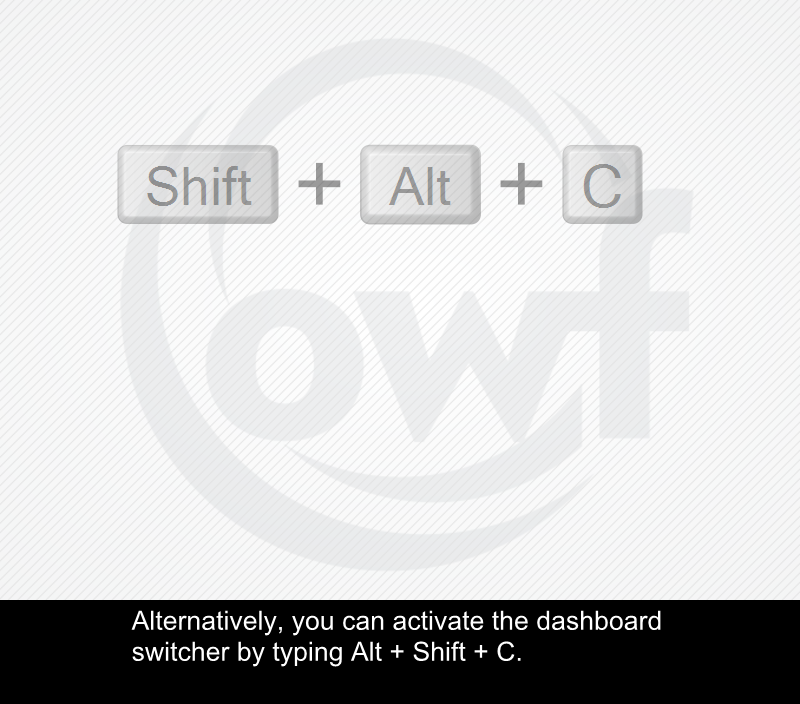 Shift + Alt + C
owf
Alternatively, you can activate the dashboard
switcher by typing Alt + Shift + C.